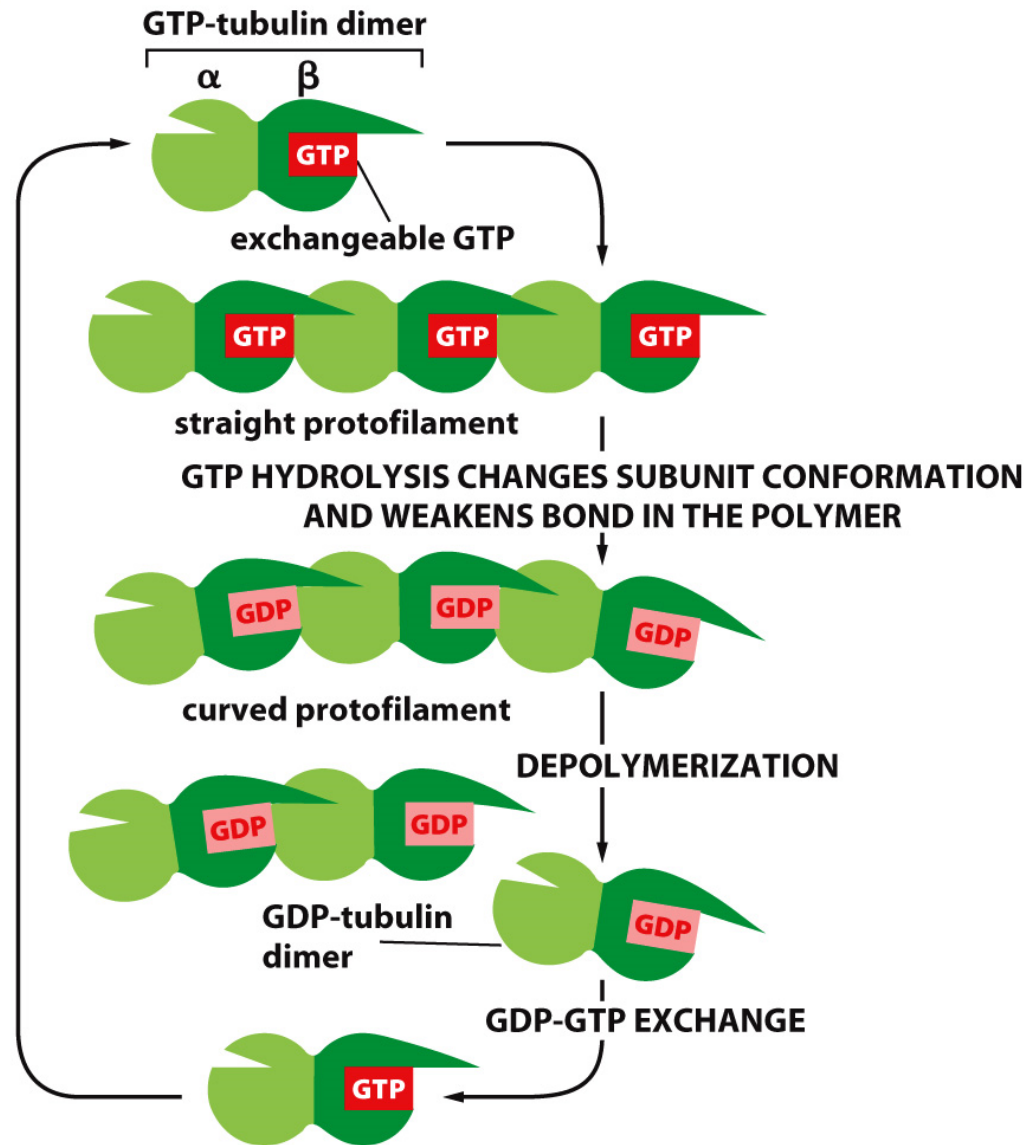 GTP-tubulin dimer
α β
GTP
exchangeable GTP
GTP GTP GTP
straight protofilament
GTP HYDROLYSIS CHANGES SUBUNIT CONFORMATION
AND WEAKENS BOND IN THE POLYMER
GDP GDP GDP
curved protofilament
DEPOLYMERIZATION
GDP GDP
GDP-tubulin
dimer
GDP
GDP-GTP EXCHANGE
GTP